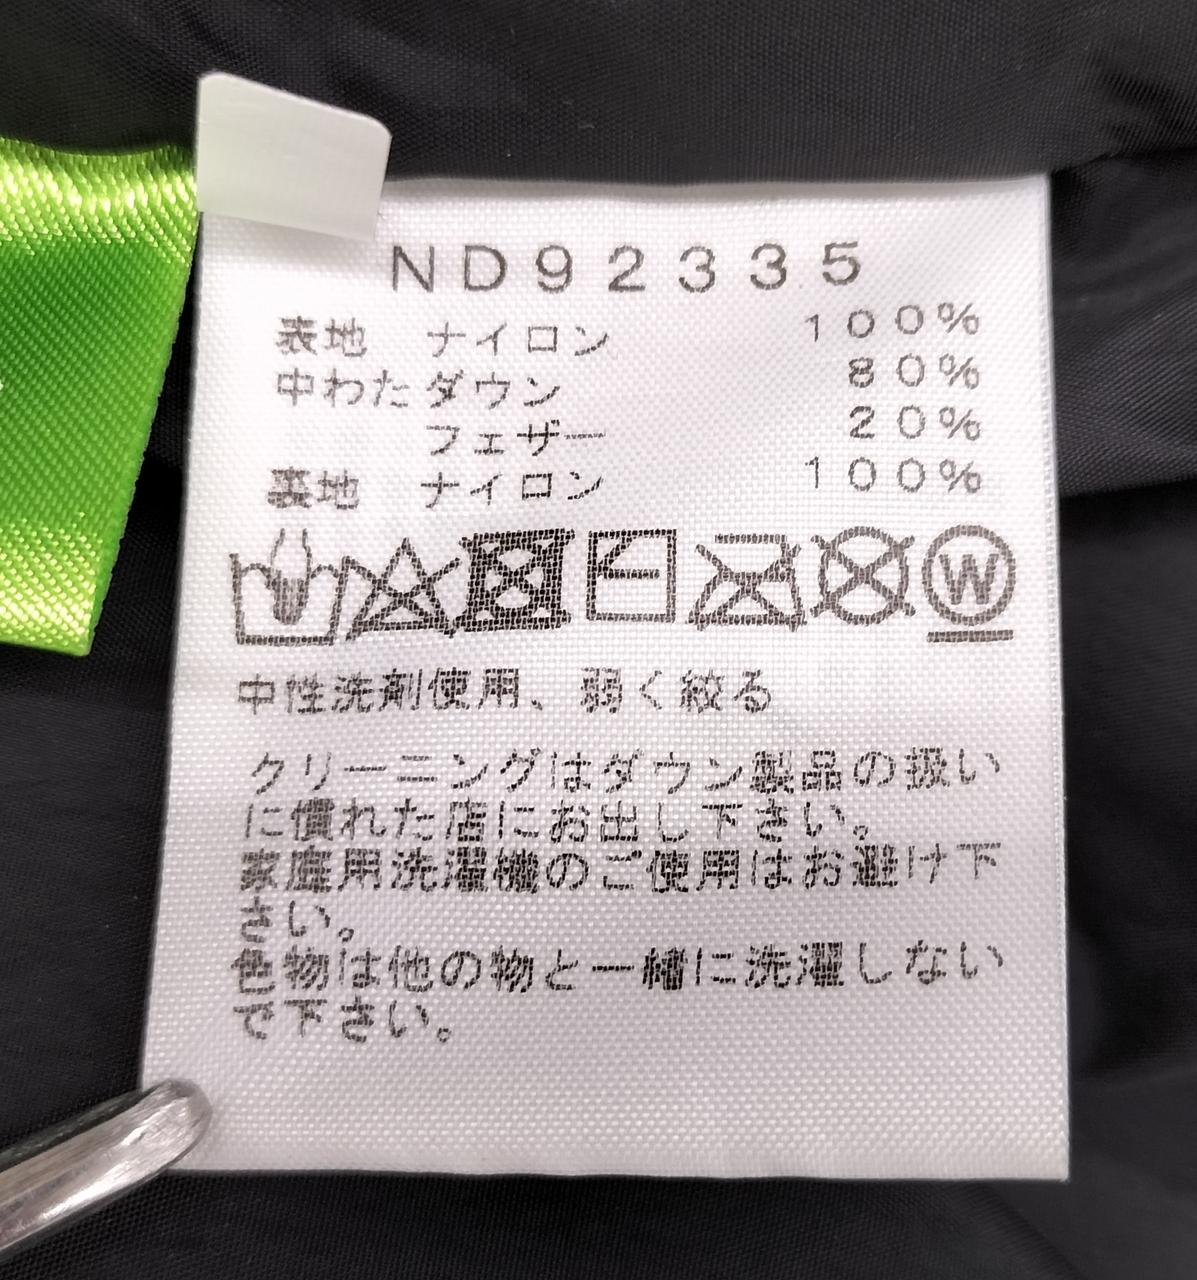 ND92335
表地 ナイロン 100%
中わた ダウン 80%
フェザー 20%
裏地 ナイロン 100%
W
中性洗剤使用、弱く絞る
クリーニングはダウン製品の扱い
に慣れた店にお出し下さい。
家庭用洗濯機のご使用はお避け下
さい。
色物は他の物と一緒に洗濯しない
で下さい。